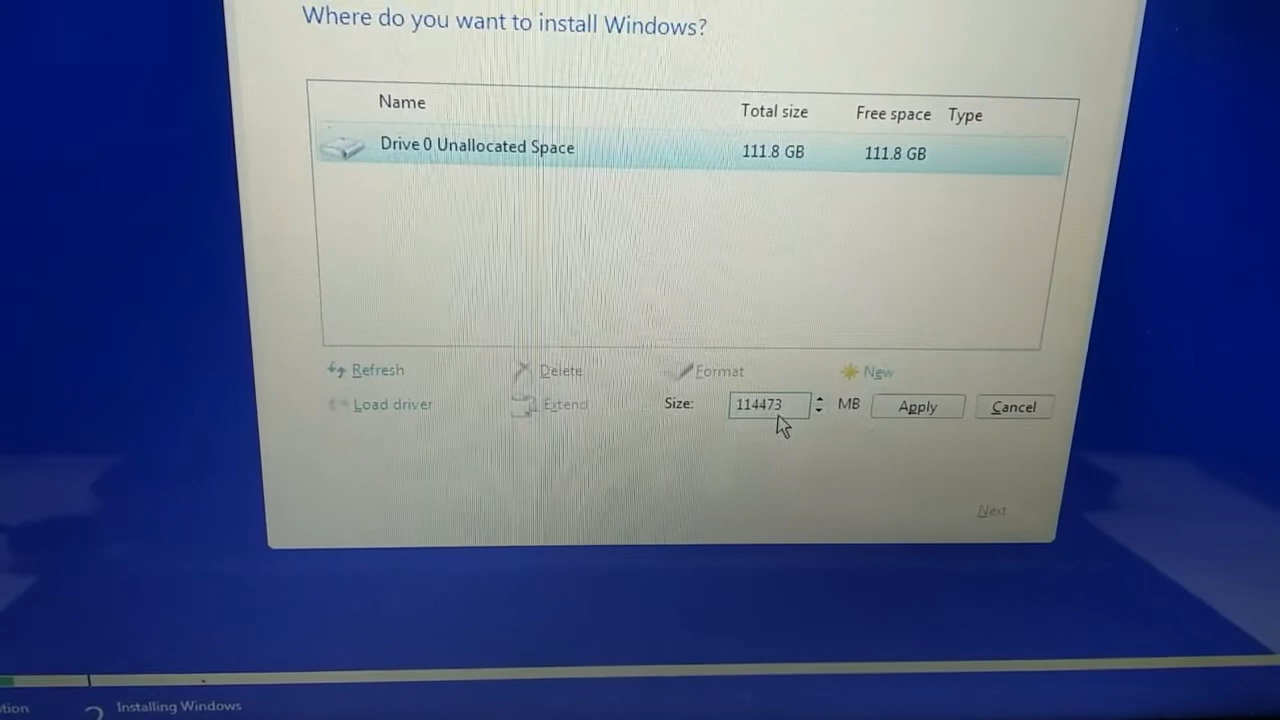 Where do you want to install Windows?
Name Total size Free space Type
Drive 0 Unallocated Space 111.8 GB 111.8 GB
Refresh Delete Format New
Load driver Extend Size: 114473 MB Apply Cancel
Next
tion 2 Installing Windows